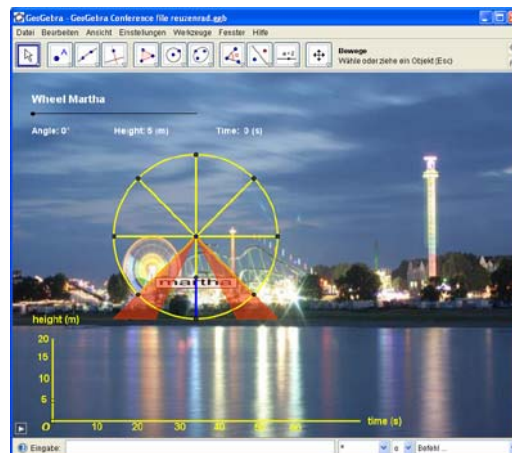 GeoGebra - GeoGebra Conference file reuzenrad.ggb
Datei Bearbeiten Ansicht Einstellungen Werkzeuge Fenster Hilfe
Bewege
Wähle oder ziehe ein Objekt (Esc)
Wheel Martha
Angle: 0° Height: 5 (m) Time: 0 (s)
martha
height (m)
20
15
10
5
O 10 20 30 40 50 60 time (s)
Eingabe: * α Befehl ...